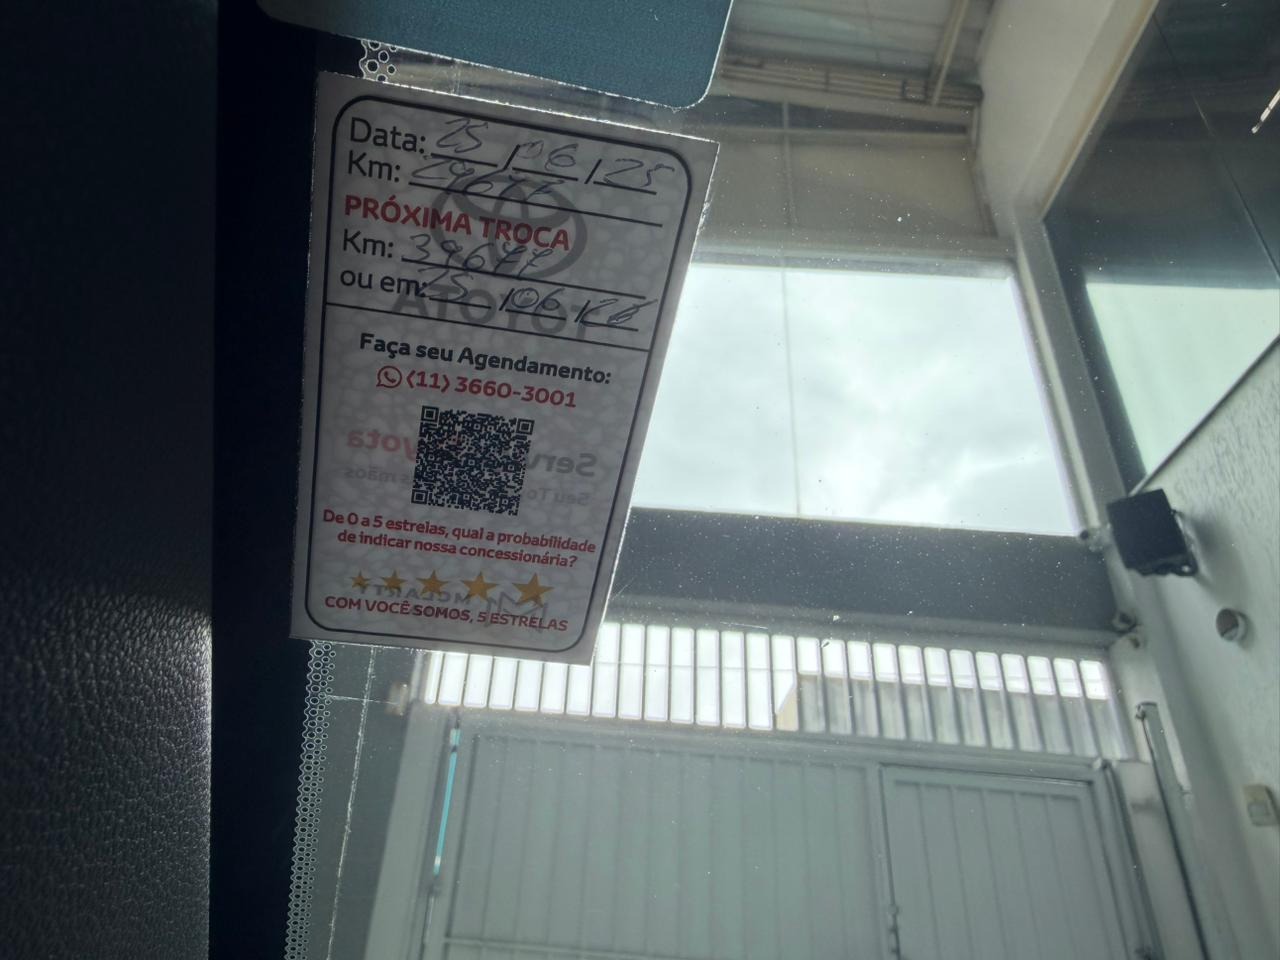 Data: 25 / 06 / 25
Km: 29677
PRÓXIMA TROCA
Km: 39677
ou em: 25 / 06 / 26
TOYOTA
Faça seu Agendamento:
(11) 3660-3001
De 0 a 5 estrelas, qual a probabilidade
de indicar nossa concessionária?
COM VOCÊ SOMOS, 5 ESTRELAS